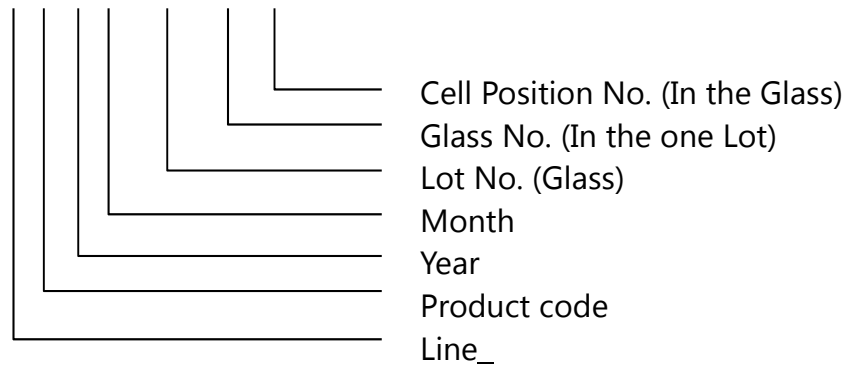 Cell Position No. (In the Glass)
Glass No. (In the one Lot)
Lot No. (Glass)
Month
Year
Product code
Line_